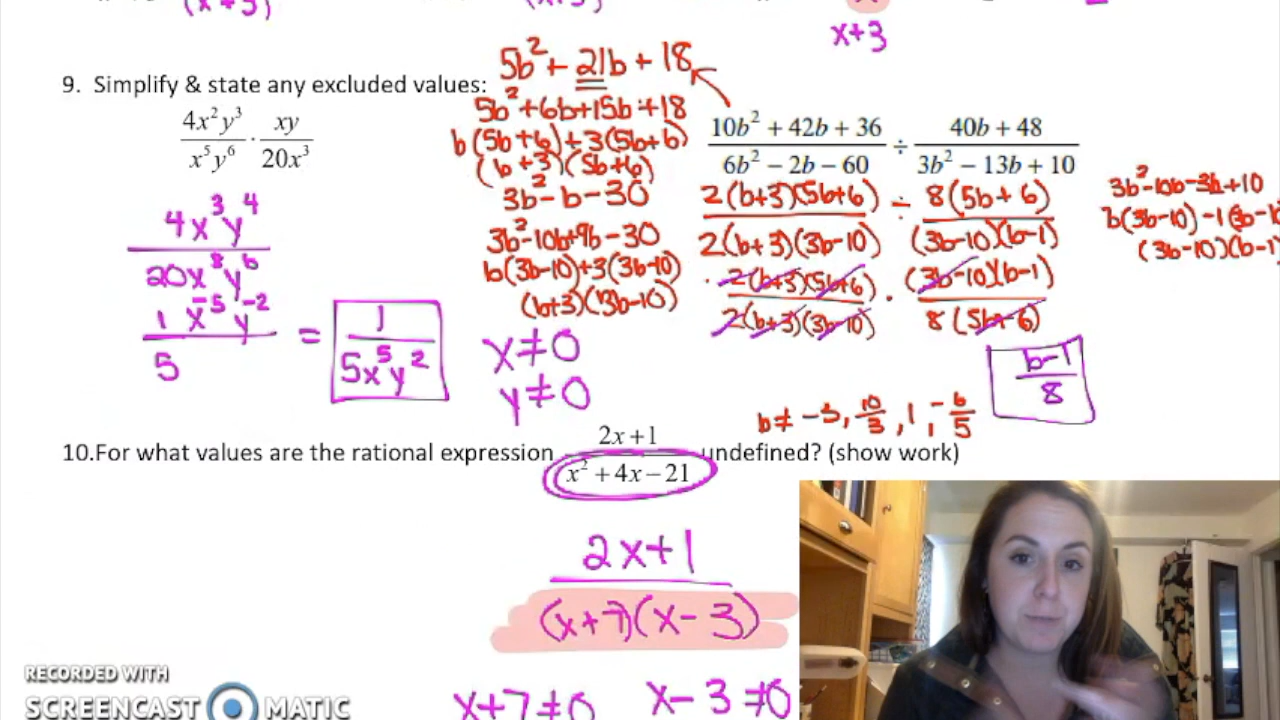 x+3
9. Simplify & state any excluded values:
4x²y³/x⁵y⁶ · xy/20x³
4x³y⁴
20x⁸y⁶
1 x⁻⁵ y⁻²
5
= 1/5x⁵y²
x≠0
y≠0
5b²+ 21b + 18
5b²+6b+15b+18
b(5b+6)+3(5b+6)
(b+3)(5b+6)
3b²-b-30
3b²-10b+9b-30
b(3b-10)+3(3b-10)
(b+3)(3b-10)
10b² + 42b + 36 ÷ 40b + 48
6b² − 2b − 60 3b² − 13b + 10
2(b+3)(5b+6) ÷ 8(5b+6)
2(b+3)(3b-10) (3b-10)(b-1)
2(b+3)(5b+6) · (3b-10)(b-1)
2(b+3)(3b-10) 8(5b+6)
b-1
8
b≠ -3, 10/3, 1, -6/5
3b²-10b-3b+10
b(3b-10)-1(3b-1
(3b-10)(b-1
10.For what values are the rational expression 2x+1/x²+4x−21 undefined? (show work)
2x+1
(x+7)(x-3)
x+7≠0 x-3≠0
RECORDED WITH
SCREENCAST MATIC